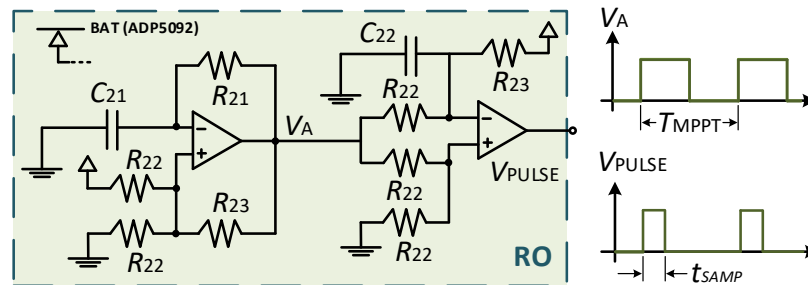 BAT (ADP5092)
C22
VA
R21
R23
C21
R22
VA
TMPPT
R22
VPULSE
R22
VPULSE
R23
R22
R22
R22
RO
tSAMP